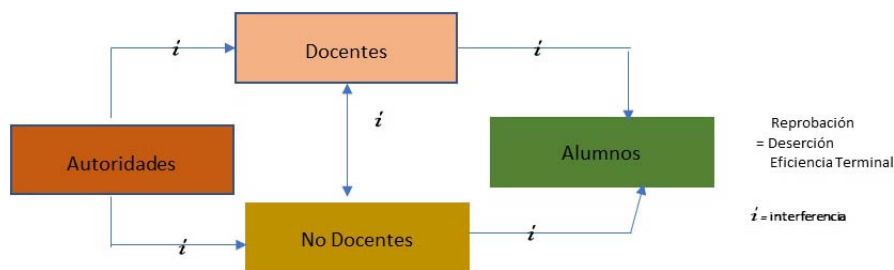 i
Docentes
i
i
Autoridades
Alumnos
Reprobación
= Deserción
Eficiencia Terminal
i = interferencia
i
No Docentes
i